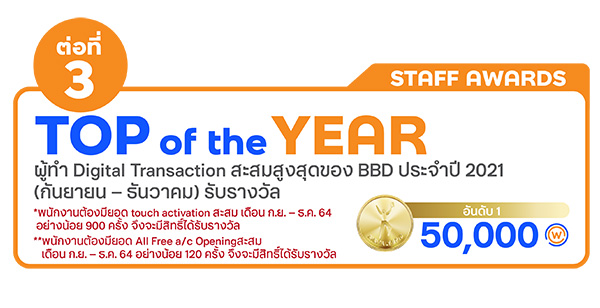 ต่อที่
3
STAFF AWARDS
TOP of the YEAR
ผู้ทำ Digital Transaction สะสมสูงสุดของ BBD ประจำปี 2021
(กันยายน – ธันวาคม) รับรางวัล
*พนักงานต้องมียอด touch activation สะสม เดือน ก.ย. – ธ.ค. 64
อย่างน้อย 900 ครั้ง จึงจะมีสิทธิ์ได้รับรางวัล
**พนักงานต้องมียอด All Free a/c Openingสะสม
เดือน ก.ย. – ธ.ค. 64 อย่างน้อย 120 ครั้ง จึงจะมีสิทธิ์ได้รับรางวัล
อันดับ 1
50,000 W